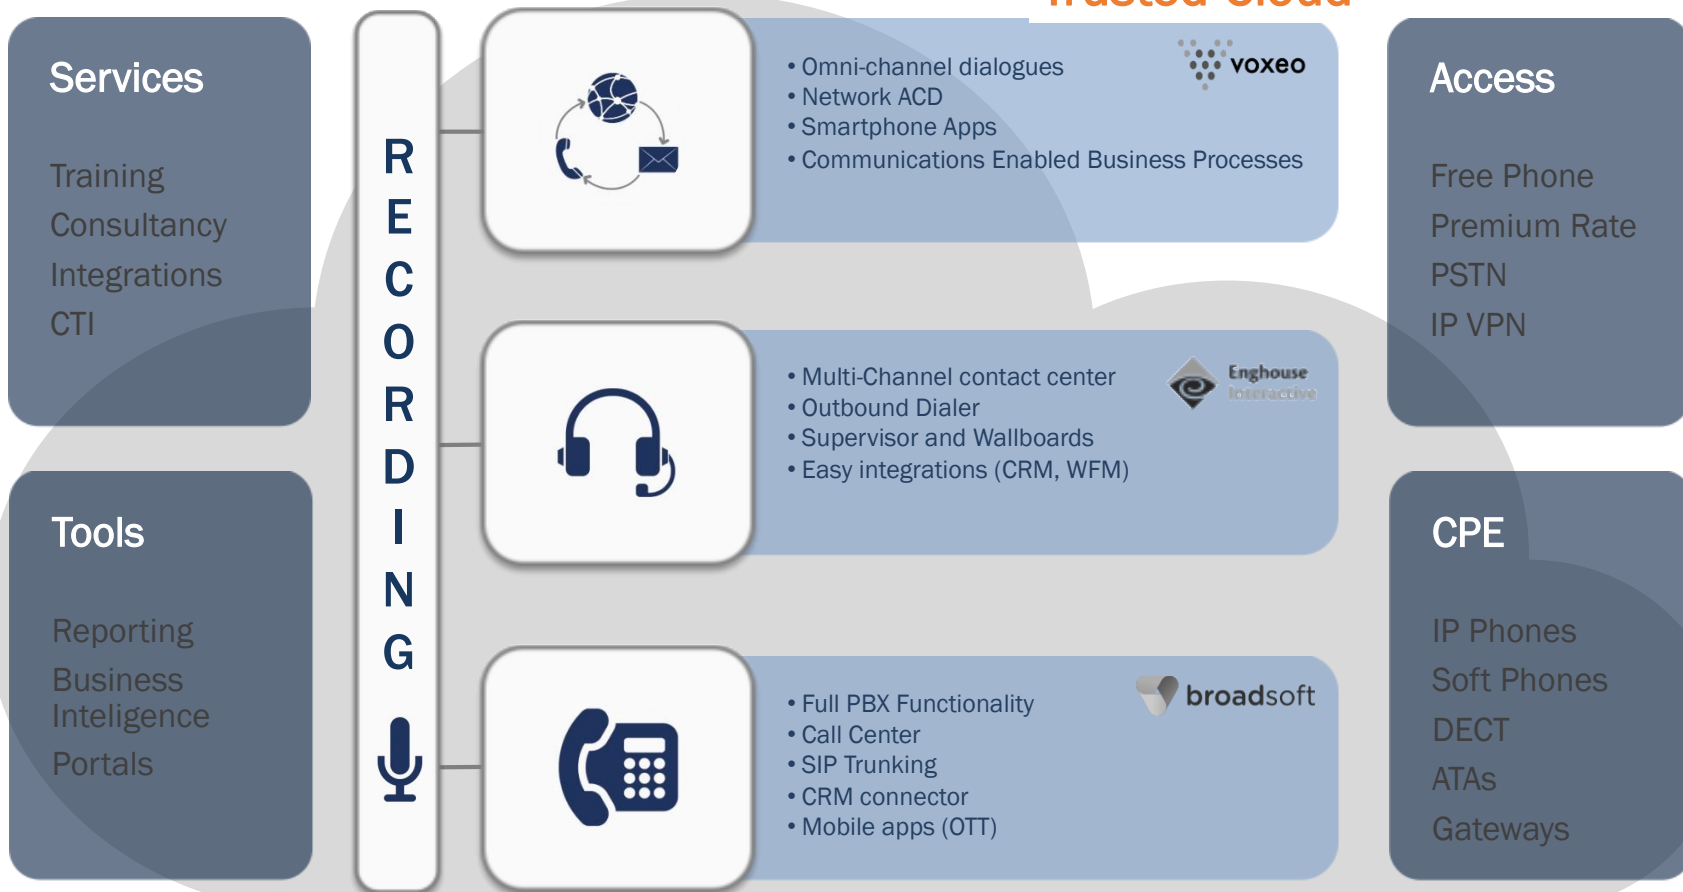 Trusted Cloud
Services
Training
Consultancy
Integrations
CTI
Tools
Reporting
Business
Inteligence
Portals
R
E
C
O
R
D
I
N
G
• Omni-channel dialogues
• Network ACD
• Smartphone Apps
• Communications Enabled Business Processes
voxeo
• Multi-Channel contact center
• Outbound Dialer
• Supervisor and Wallboards
• Easy integrations (CRM, WFM)
Enghouse
Interactive
• Full PBX Functionality
• Call Center
• SIP Trunking
• CRM connector
• Mobile apps (OTT)
broadsoft
Access
Free Phone
Premium Rate
PSTN
IP VPN
CPE
IP Phones
Soft Phones
DECT
ATAs
Gateways